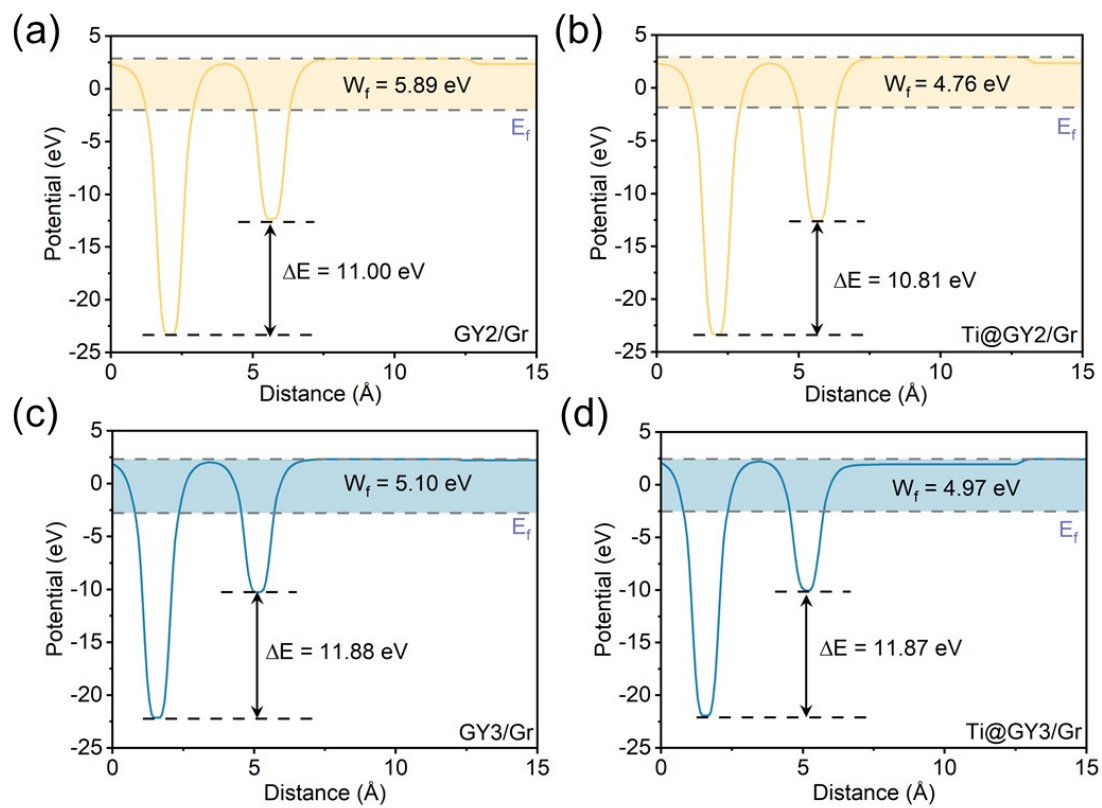 (a)
5
0
-5
-10
-15
-20
-25
Potential (eV)
W_f = 5.89 eV
E_f
ΔE = 11.00 eV
GY2/Gr
0 5 10 15
Distance (Å)
(b)
5
0
-5
-10
-15
-20
-25
Potential (eV)
W_f = 4.76 eV
E_f
ΔE = 10.81 eV
Ti@GY2/Gr
0 5 10 15
Distance (Å)
(c)
5
0
-5
-10
-15
-20
-25
Potential (eV)
W_f = 5.10 eV
E_f
ΔE = 11.88 eV
GY3/Gr
0 5 10 15
Distance (Å)
(d)
5
0
-5
-10
-15
-20
-25
Potential (eV)
W_f = 4.97 eV
E_f
ΔE = 11.87 eV
Ti@GY3/Gr
0 5 10 15
Distance (Å)